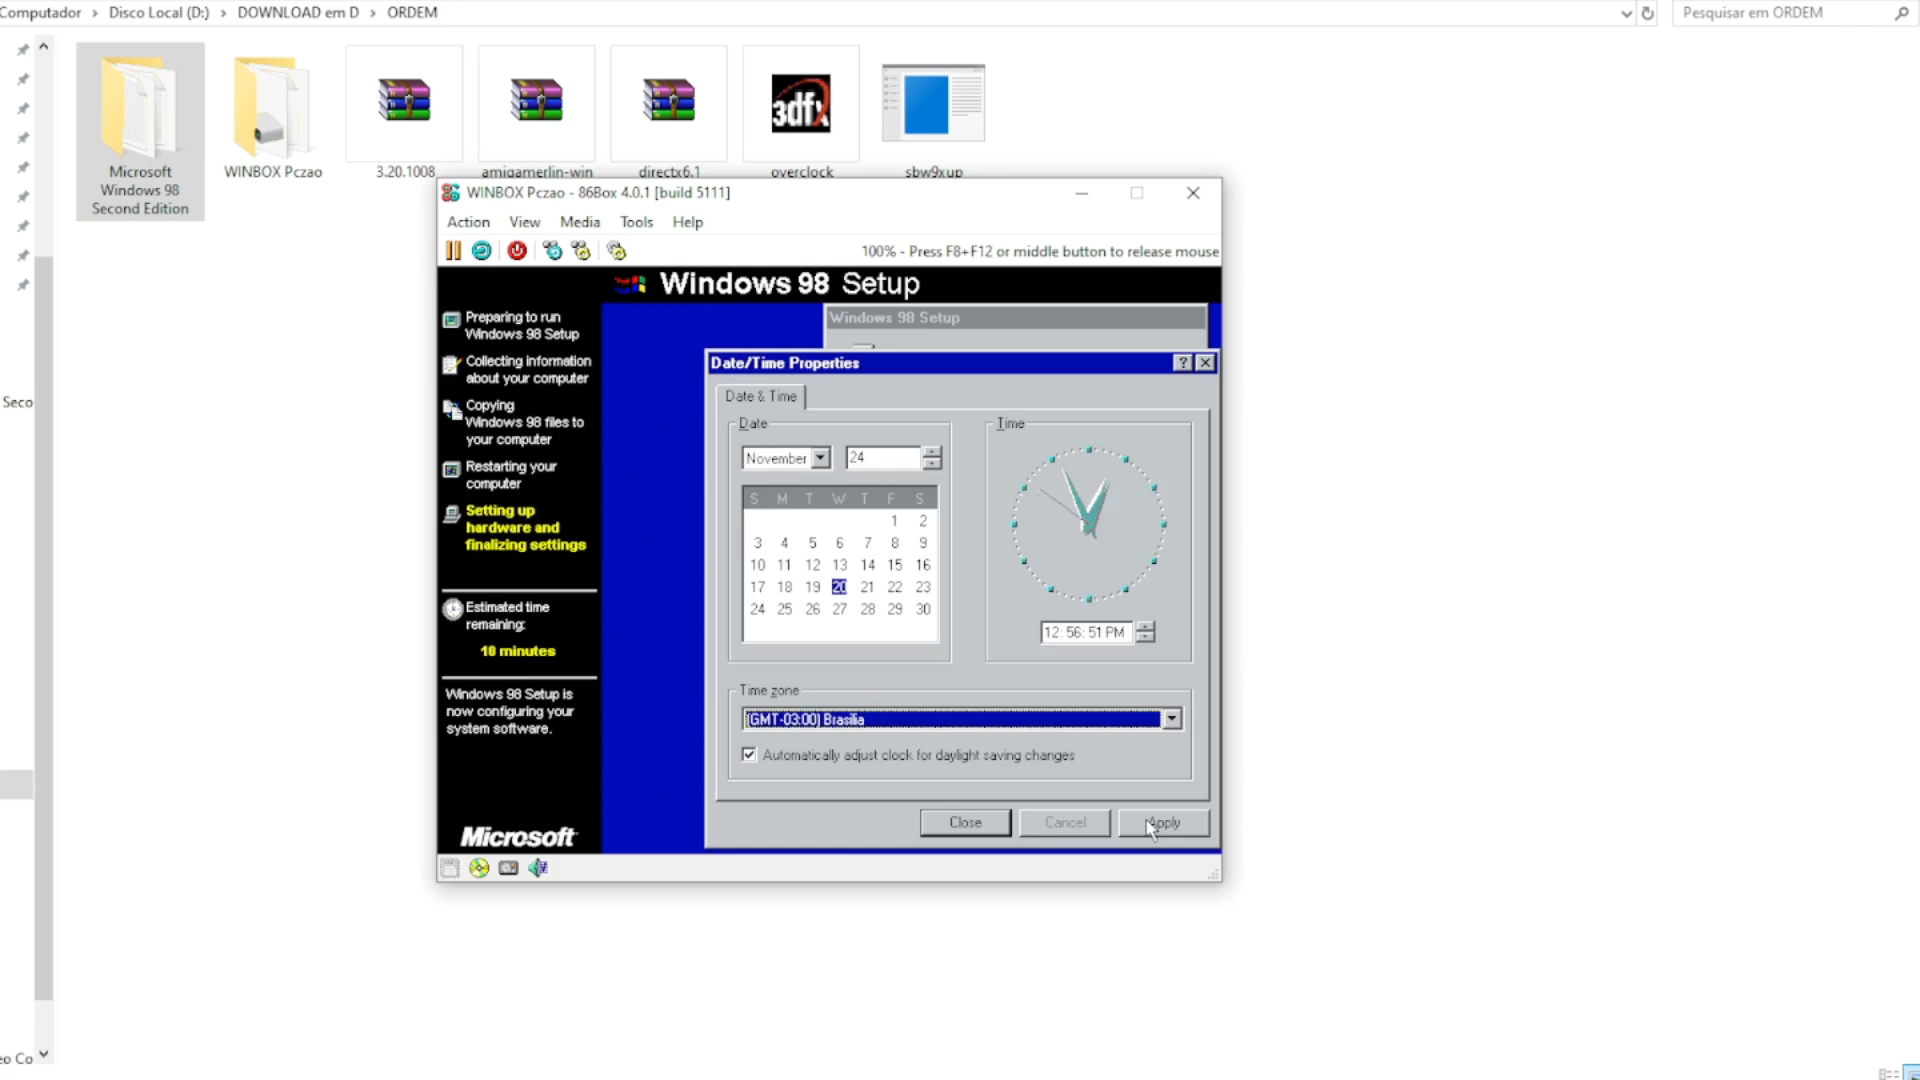 Computador > Disco Local (D:) > DOWNLOAD em D > ORDEM
Pesquisar em ORDEM
Microsoft
Windows 98
Second Edition
WINBOX Pczao
3.20.1008
amigamerlin-win
directx6.1
overclock
sbw9xup
Seco
eo Co
WINBOX Pczao - 86Box 4.0.1 [build 5111]
Action View Media Tools Help
100% - Press F8+F12 or middle button to release mouse
Windows 98 Setup
Preparing to run
Windows 98 Setup
Collecting information
about your computer
Copying
Windows 98 files to
your computer
Restarting your
computer
Setting up
hardware and
finalizing settings
Estimated time
remaining:
10 minutes
Windows 98 Setup is
now configuring your
system software.
Microsoft
Windows 98 Setup
Date/Time Properties
Date & Time
Date
November 24
S M T W T F S
1 2
3 4 5 6 7 8 9
10 11 12 13 14 15 16
17 18 19 20 21 22 23
24 25 26 27 28 29 30
Time
12:56:51 PM
Time zone
(GMT-03:00) Brasilia
Automatically adjust clock for daylight saving changes
Close Cancel Apply
3dfx